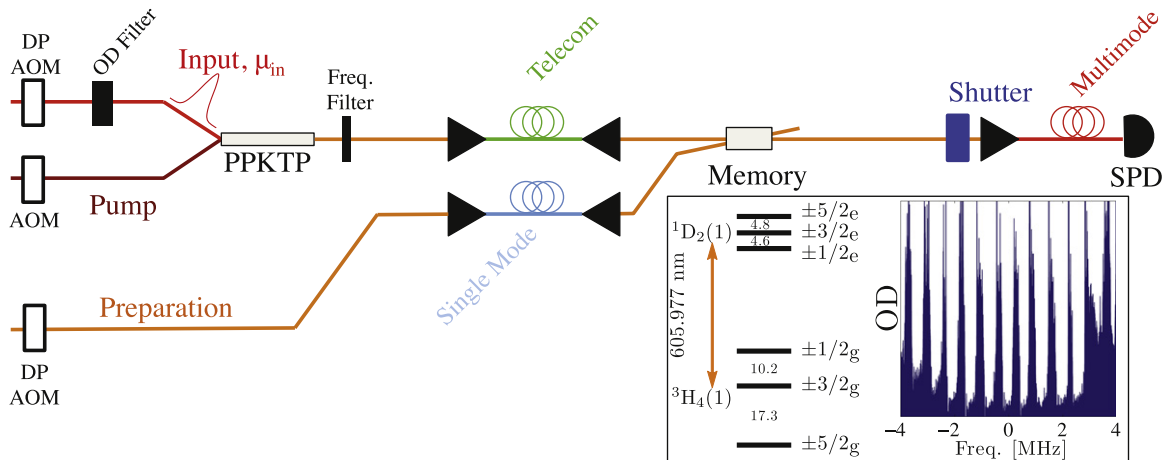 DP
AOM
OD Filter
Input, μin
Freq.
Filter
Telecom
Shutter
Multimode
PPKTP
Memory
SPD
AOM
Pump
Single Mode
Preparation
DP
AOM
¹D₂(1)
±5/2e
4.8
±3/2e
4.6
±1/2e
605.977 nm
±1/2g
10.2
±3/2g
³H₄(1)
17.3
±5/2g
OD
−4 −2 0 2 4
Freq. [MHz]